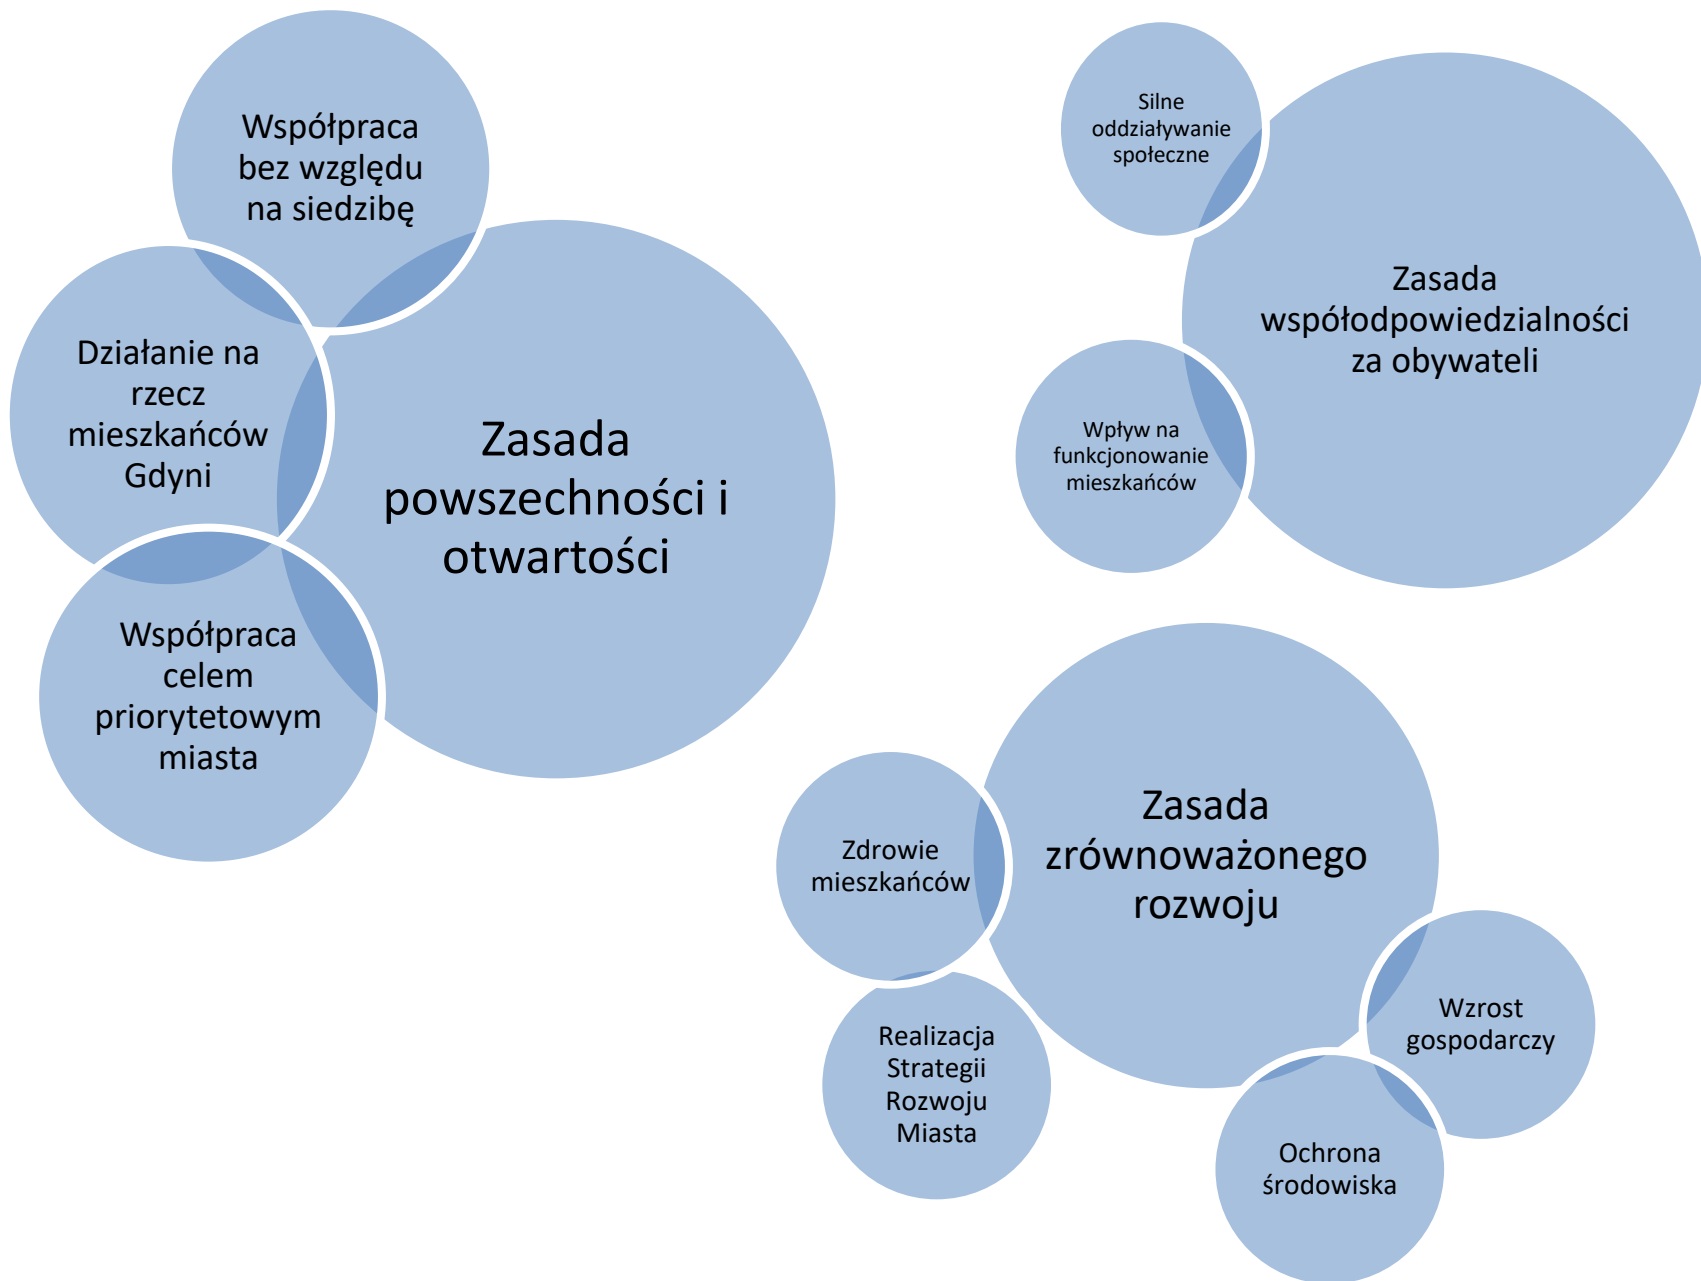 Współpraca
bez względu
na siedzibę
Działanie na
rzecz
mieszkańców
Gdyni
Współpraca
celem
priorytetowym
miasta
Zasada
powszechności i
otwartości
Silne
oddziaływanie
społeczne
Wpływ na
funkcjonowanie
mieszkańców
Zasada
współodpowiedzialności
za obywateli
Zasada
zrównoważonego
rozwoju
Zdrowie
mieszkańców
Realizacja
Strategii
Rozwoju
Miasta
Ochrona
środowiska
Wzrost
gospodarczy